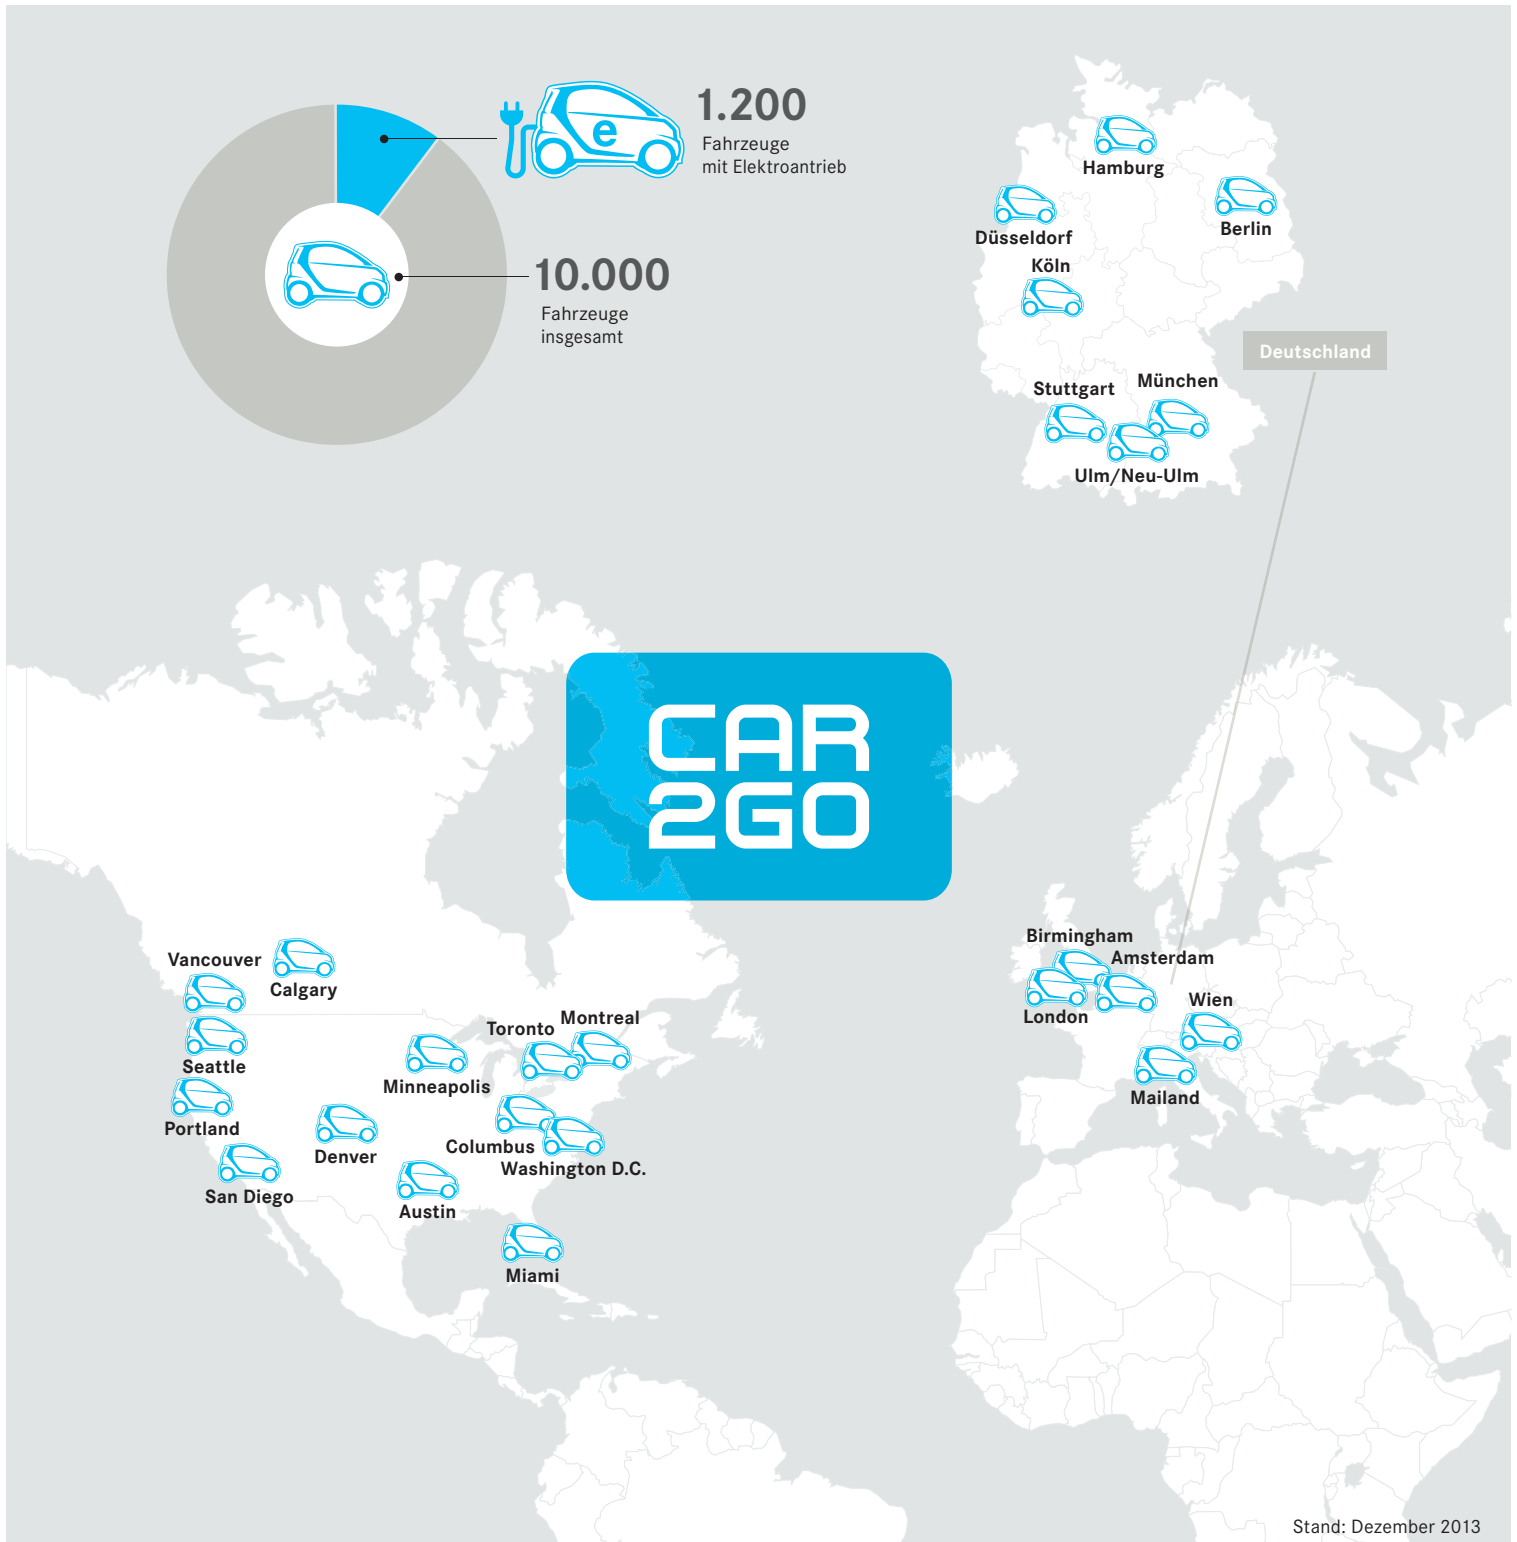 1.200
Fahrzeuge
mit Elektroantrieb
e
10.000
Fahrzeuge
insgesamt
Hamburg
Berlin
Düsseldorf
Köln
Deutschland
Stuttgart
München
Ulm/Neu-Ulm
CAR
2GO
Vancouver
Calgary
Seattle
Portland
San Diego
Denver
Minneapolis
Toronto
Montreal
Columbus
Washington D.C.
Austin
Miami
Birmingham
Amsterdam
London
Wien
Mailand
Stand: Dezember 2013